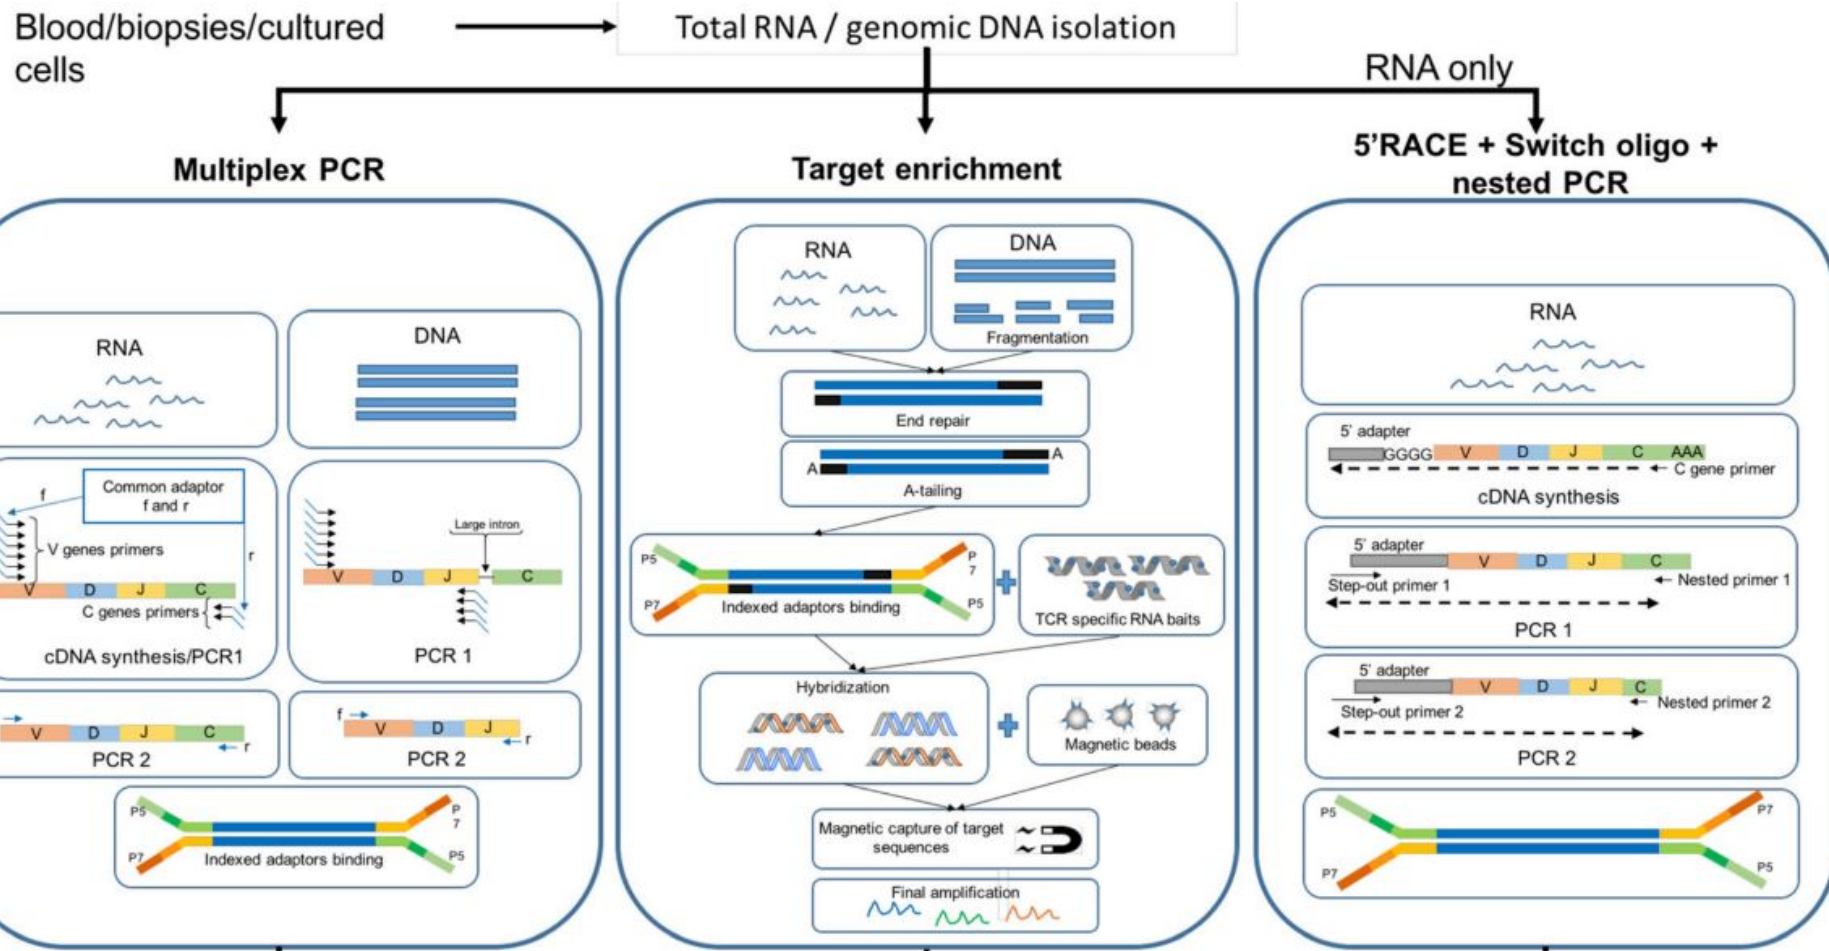 Blood/biopsies/cultured
cells
Total RNA / genomic DNA isolation
RNA only
Multiplex PCR
RNA
DNA
f
Common adaptor
f and r
r
V genes primers
V D J C
C genes primers
cDNA synthesis/PCR1
Large intron
V D J C
PCR 1
V D J C
r
PCR 2
f
V D J
r
PCR 2
P5
P
7
P7
P5
Indexed adaptors binding
Target enrichment
RNA
DNA
Fragmentation
End repair
A
A
A-tailing
P5
P
7
P7
P5
Indexed adaptors binding
TCR specific RNA baits
Hybridization
Magnetic beads
Magnetic capture of target
sequences
Final amplification
5'RACE + Switch oligo +
nested PCR
RNA
5' adapter
GGGG V D J C AAA
C gene primer
cDNA synthesis
5' adapter
V D J C
Step-out primer 1
Nested primer 1
PCR 1
5' adapter
V D J C
Step-out primer 2
Nested primer 2
PCR 2
P5
P7
P7
P5